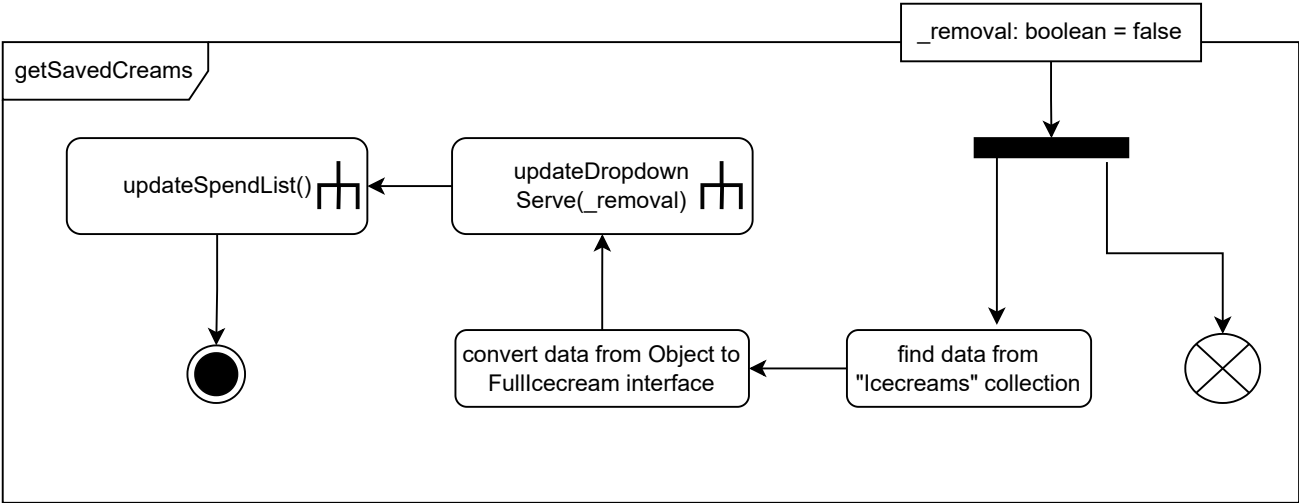 _removal: boolean = false
getSavedCreams
updateSpendList()
updateDropdown
Serve(_removal)
convert data from Object to
FullIcecream interface
find data from
"Icecreams" collection